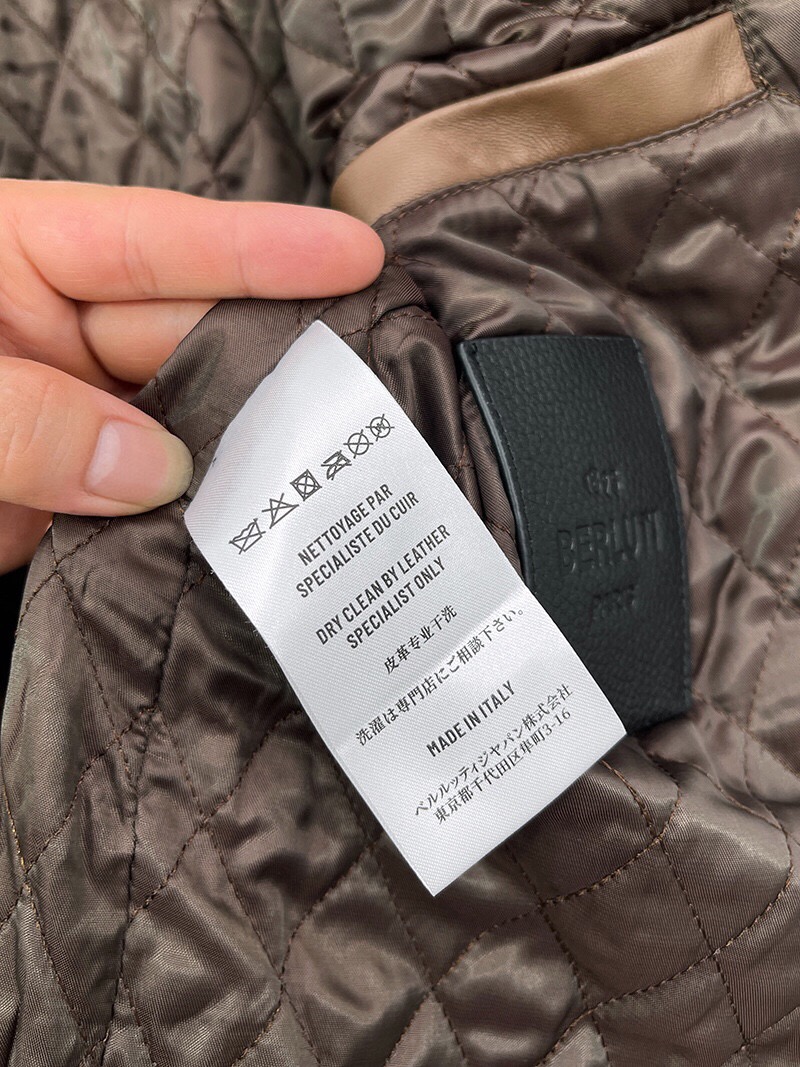 NETTOYAGE PAR
SPECIALISTE DU CUIR
DRY CLEAN BY LEATHER
SPECIALIST ONLY
皮革专业干洗
洗濯は専門店にご相談下さい。
MADE IN ITALY
ベルルッティジャパン株式会社
東京都千代田区隼町3-16
BERLUTI